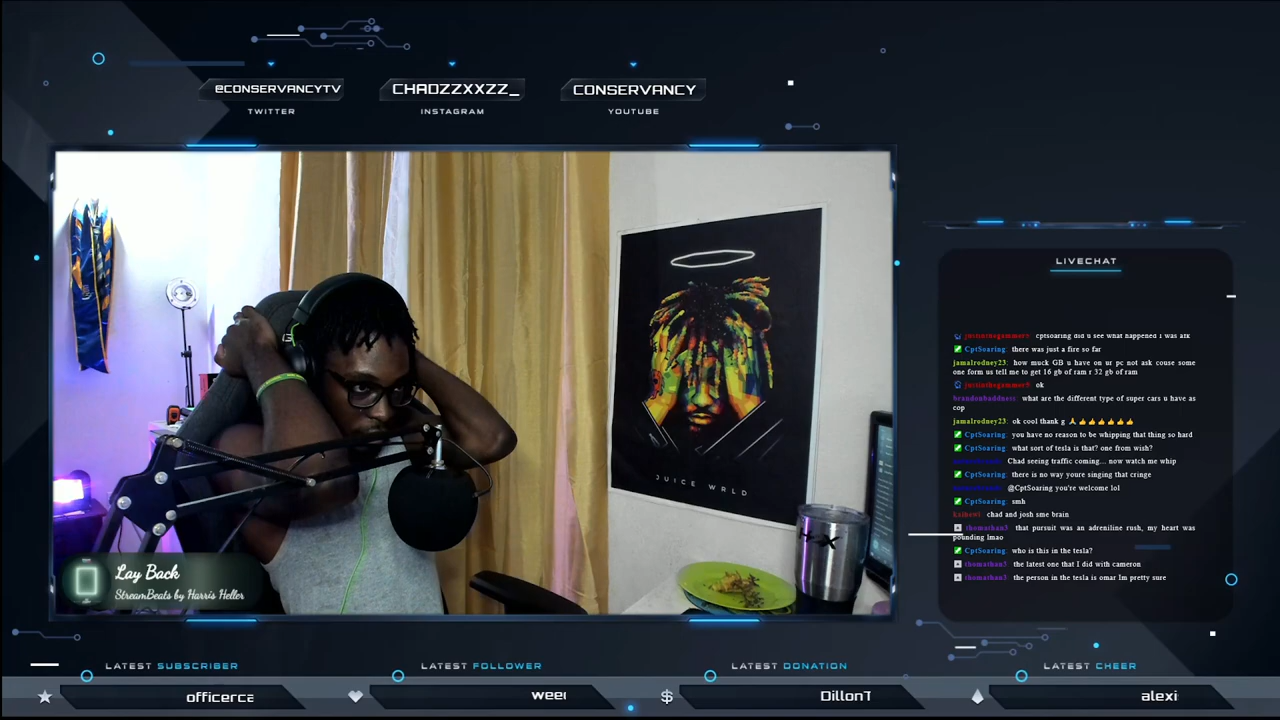 @CONSERVANCYTV
TWITTER
CHADZZXXZZ_
INSTAGRAM
CONSERVANCY
YOUTUBE
JUICE WRLD
Lay Back
StreamBeats by Harris Heller
LIVECHAT
cptsoaring did u see what happened i was afk
CptSoaring: there was just a fire so far
jamalrodney23: how muck GB u have on ur pc not ask couse some
one form us tell me to get 16 gb of ram r 32 gb of ram
justinthegammer9: ok
brandonbaddness: what are the different type of super cars u have as
cop
jamalrodney23: ok cool thank g 🙏👍👍👍👍👍👍👍
CptSoaring: you have no reason to be whipping that thing so hard
CptSoaring: what sort of tesla is that? one from wish?
Chad seeing traffic coming... now watch me whip
CptSoaring: there is no way youre singing that cringe
@CptSoaring you're welcome lol
CptSoaring: smh
chad and josh sme brain
thomathan3: that pursuit was an adreniline rush, my heart was
pounding lmao
CptSoaring: who is this in the tesla?
thomathan3: the latest one that I did with cameron
thomathan3: the person in the tesla is omar Im pretty sure
LATEST SUBSCRIBER
officerca
LATEST FOLLOWER
weei
LATEST DONATION
$
DillonT
LATEST CHEER
alexi